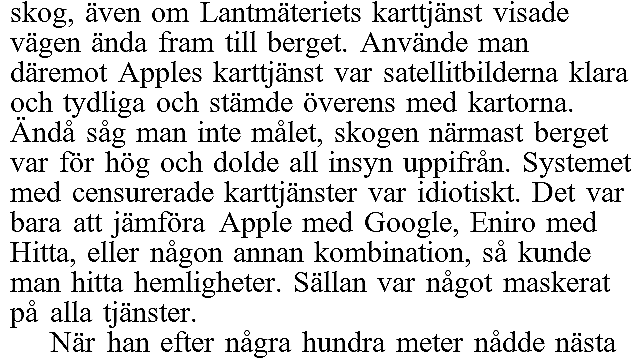 skog, även om Lantmäteriets karttjänst visade
vägen ända fram till berget. Använde man
däremot Apples karttjänst var satellitbilderna klara
och tydliga och stämde överens med kartorna.
Ändå såg man inte målet, skogen närmast berget
var för hög och dolde all insyn uppifrån. Systemet
med censurerade karttjänster var idiotiskt. Det var
bara att jämföra Apple med Google, Eniro med
Hitta, eller någon annan kombination, så kunde
man hitta hemligheter. Sällan var något maskerat
på alla tjänster.
När han efter några hundra meter nådde nästa